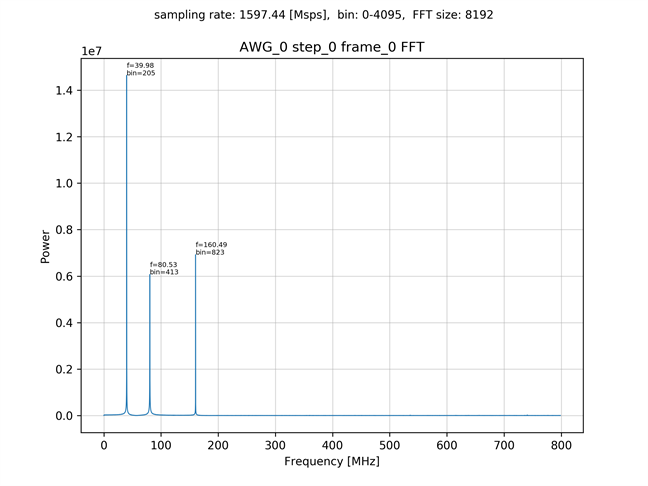 sampling rate: 1597.44 [Msps],  bin: 0-4095,  FFT size: 8192
AWG_0 step_0 frame_0 FFT
1e7
f=39.98
bin=205
1.4
1.2
1.0
0.8
f=160.49
bin=823
f=80.53
bin=413
0.6
0.4
0.2
0.0
Power
0 100 200 300 400 500 600 700 800
Frequency [MHz]